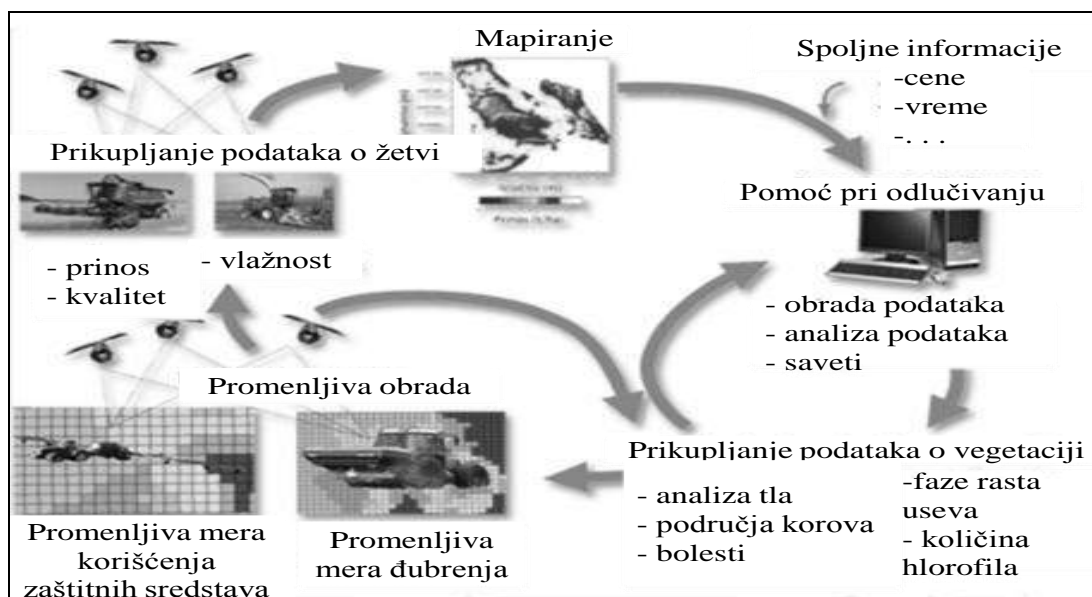 Mapiranje
Spoljne informacije
-cene
-vreme
-. . .
Prikupljanje podataka o žetvi
- prinos
- kvalitet
- vlažnost
Pomoć pri odlučivanju
- obrada podataka
- analiza podataka
- saveti
Promenljiva obrada
Prikupljanje podataka o vegetaciji
- analiza tla
- područja korova
- bolesti
-faze rasta
useva
- količina
hlorofila
Promenljiva mera
korišćenja
zaštitnih sredstava
Promenljiva
mera đubrenja